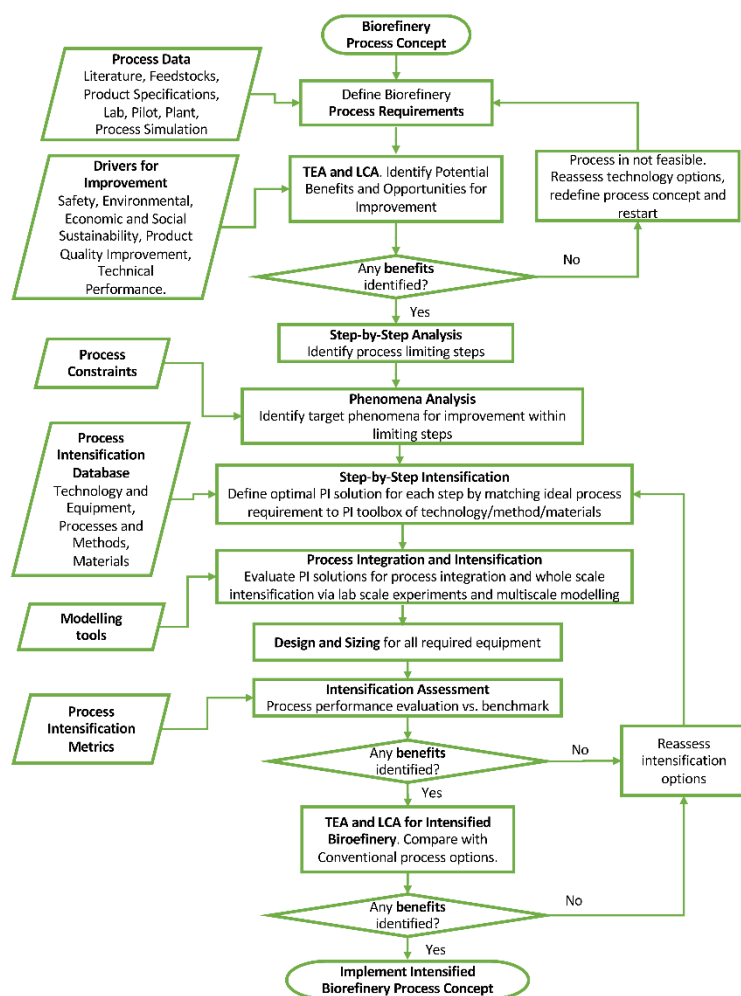 Biorefinery
Process Concept
Process Data
Literature, Feedstocks,
Product Specifications,
Lab, Pilot, Plant,
Process Simulation
Define Biorefinery
Process Requirements
Drivers for
Improvement
Safety, Environmental,
Economic and Social
Sustainability, Product
Quality Improvement,
Technical
Performance.
TEA and LCA. Identify Potential
Benefits and Opportunities for
Improvement
Process in not feasible.
Reassess technology options,
redefine process concept and
restart
Any benefits
identified?
No
Yes
Step-by-Step Analysis
Identify process limiting steps
Process
Constraints
Phenomena Analysis
Identify target phenomena for improvement within
limiting steps
Process
Intensification
Database
Technology and
Equipment,
Processes and
Methods,
Materials
Step-by-Step Intensification
Define optimal PI solution for each step by matching ideal process
requirement to PI toolbox of technology/method/materials
Process Integration and Intensification
Evaluate PI solutions for process integration and whole scale
intensification via lab scale experiments and multiscale modelling
Modelling
tools
Design and Sizing for all required equipment
Intensification Assessment
Process performance evaluation vs. benchmark
Process
Intensification
Metrics
Any benefits
identified?
No
Reassess
intensification
options
Yes
TEA and LCA for Intensified
Biroefinery. Compare with
Conventional process options.
Any benefits
identified?
No
Yes
Implement Intensified
Biorefinery Process Concept